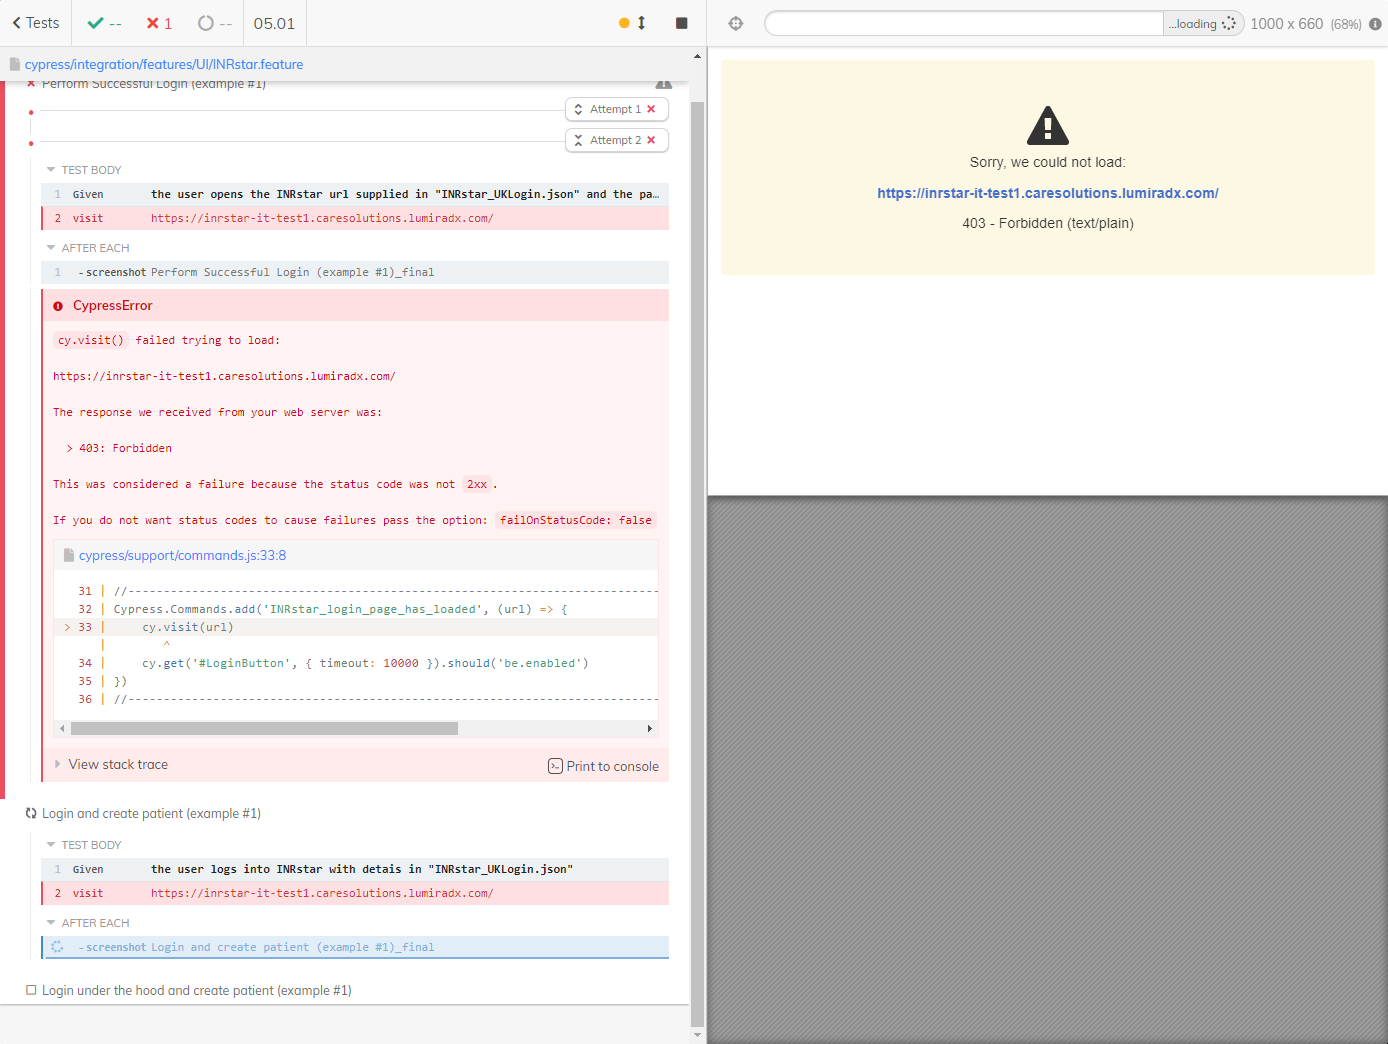 Tests
--
1
--
05.01
...loading
1000 x 660 (68%)
cypress/integration/features/UI/INRstar.feature
Perform Successful Login (example #1)
Attempt 1
Attempt 2
TEST BODY
1 Given the user opens the INRstar url supplied in "INRstar_UKLogin.json" and the pa...
2 visit https://inrstar-it-test1.caresolutions.lumiradx.com/
AFTER EACH
1 -screenshot Perform Successful Login (example #1)_final
CypressError
cy.visit() failed trying to load:
https://inrstar-it-test1.caresolutions.lumiradx.com/
The response we received from your web server was:
> 403: Forbidden
This was considered a failure because the status code was not 2xx.
If you do not want status codes to cause failures pass the option: failOnStatusCode: false
cypress/support/commands.js:33:8
31 | //---------------------------------------------------------------------------
32 | Cypress.Commands.add('INRstar_login_page_has_loaded', (url) => {
> 33 | cy.visit(url)
| ^
34 | cy.get('#LoginButton', { timeout: 10000 }).should('be.enabled')
35 | })
36 | //---------------------------------------------------------------------------
View stack trace
Print to console
Login and create patient (example #1)
TEST BODY
1 Given the user logs into INRstar with detais in "INRstar_UKLogin.json"
2 visit https://inrstar-it-test1.caresolutions.lumiradx.com/
AFTER EACH
-screenshot Login and create patient (example #1)_final
Login under the hood and create patient (example #1)
Sorry, we could not load:
https://inrstar-it-test1.caresolutions.lumiradx.com/
403 - Forbidden (text/plain)